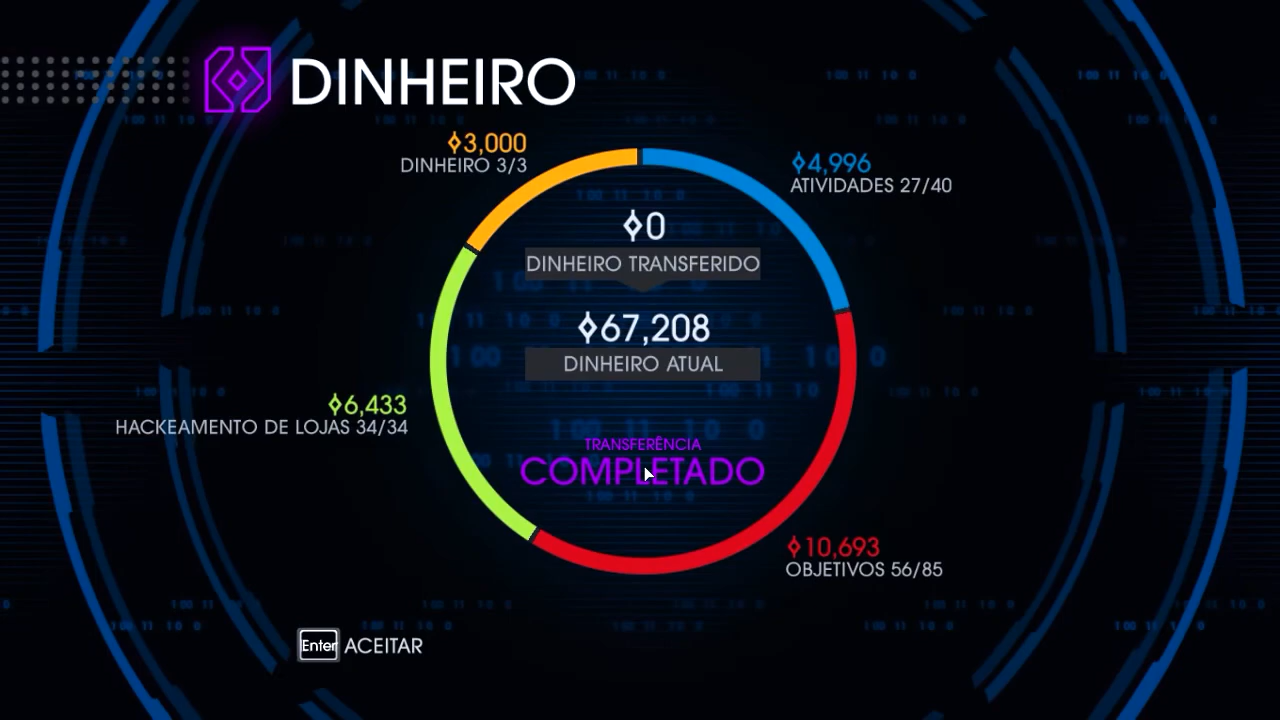 DINHEIRO
3,000
DINHEIRO 3/3
4,996
ATIVIDADES 27/40
0
DINHEIRO TRANSFERIDO
67,208
DINHEIRO ATUAL
6,433
HACKEAMENTO DE LOJAS 34/34
TRANSFERÊNCIA
COMPLETADO
10,693
OBJETIVOS 56/85
Enter ACEITAR